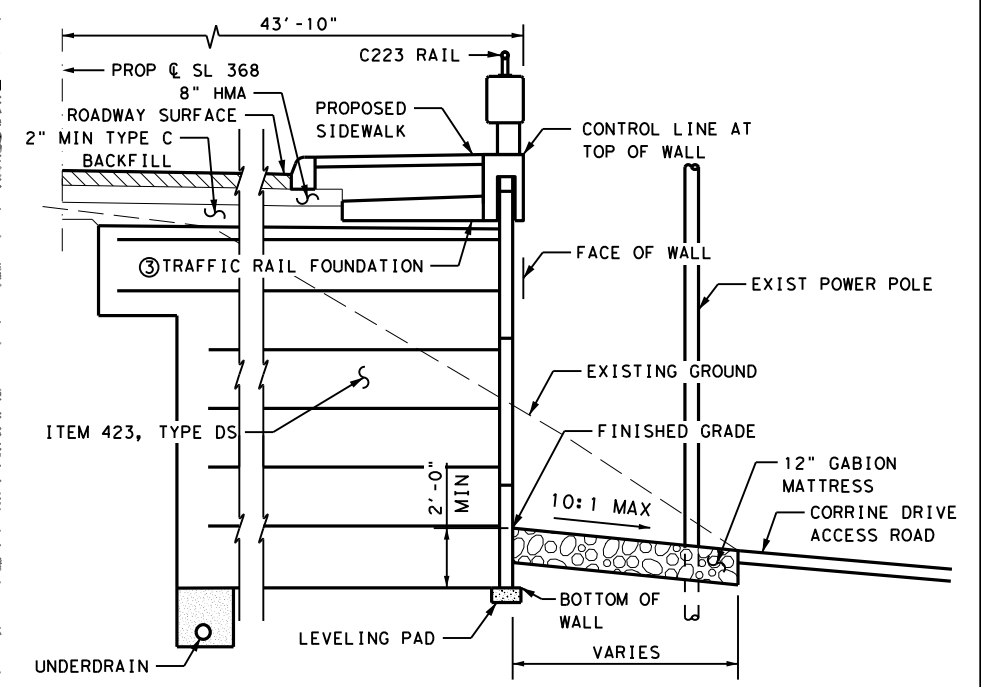 43'-10"
C223 RAIL
PROP ℄ SL 368
8" HMA
ROADWAY SURFACE
2" MIN TYPE C
BACKFILL
PROPOSED
SIDEWALK
CONTROL LINE AT
TOP OF WALL
③TRAFFIC RAIL FOUNDATION
FACE OF WALL
EXIST POWER POLE
EXISTING GROUND
ITEM 423, TYPE DS
FINISHED GRADE
2'-0"
MIN
10:1 MAX
12" GABION
MATTRESS
CORRINE DRIVE
ACCESS ROAD
BOTTOM OF
WALL
LEVELING PAD
VARIES
UNDERDRAIN